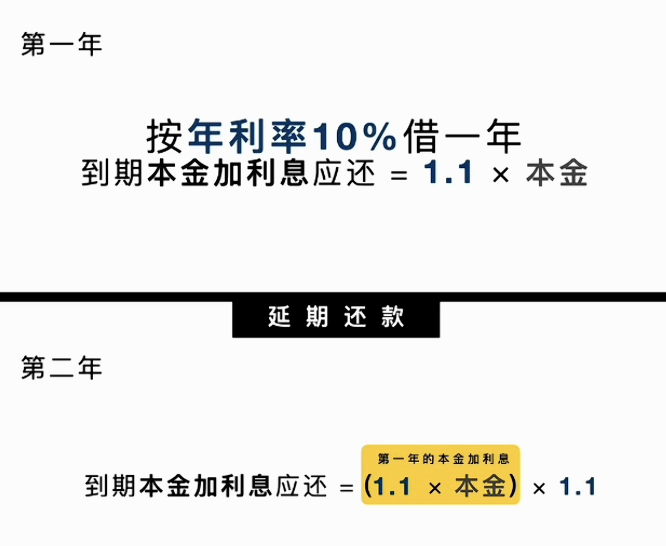 第一年
按年利率10%借一年
到期本金加利息应还 = 1.1 × 本金
延期还款
第二年
第一年的本金加利息
到期本金加利息应还 = (1.1 × 本金) × 1.1